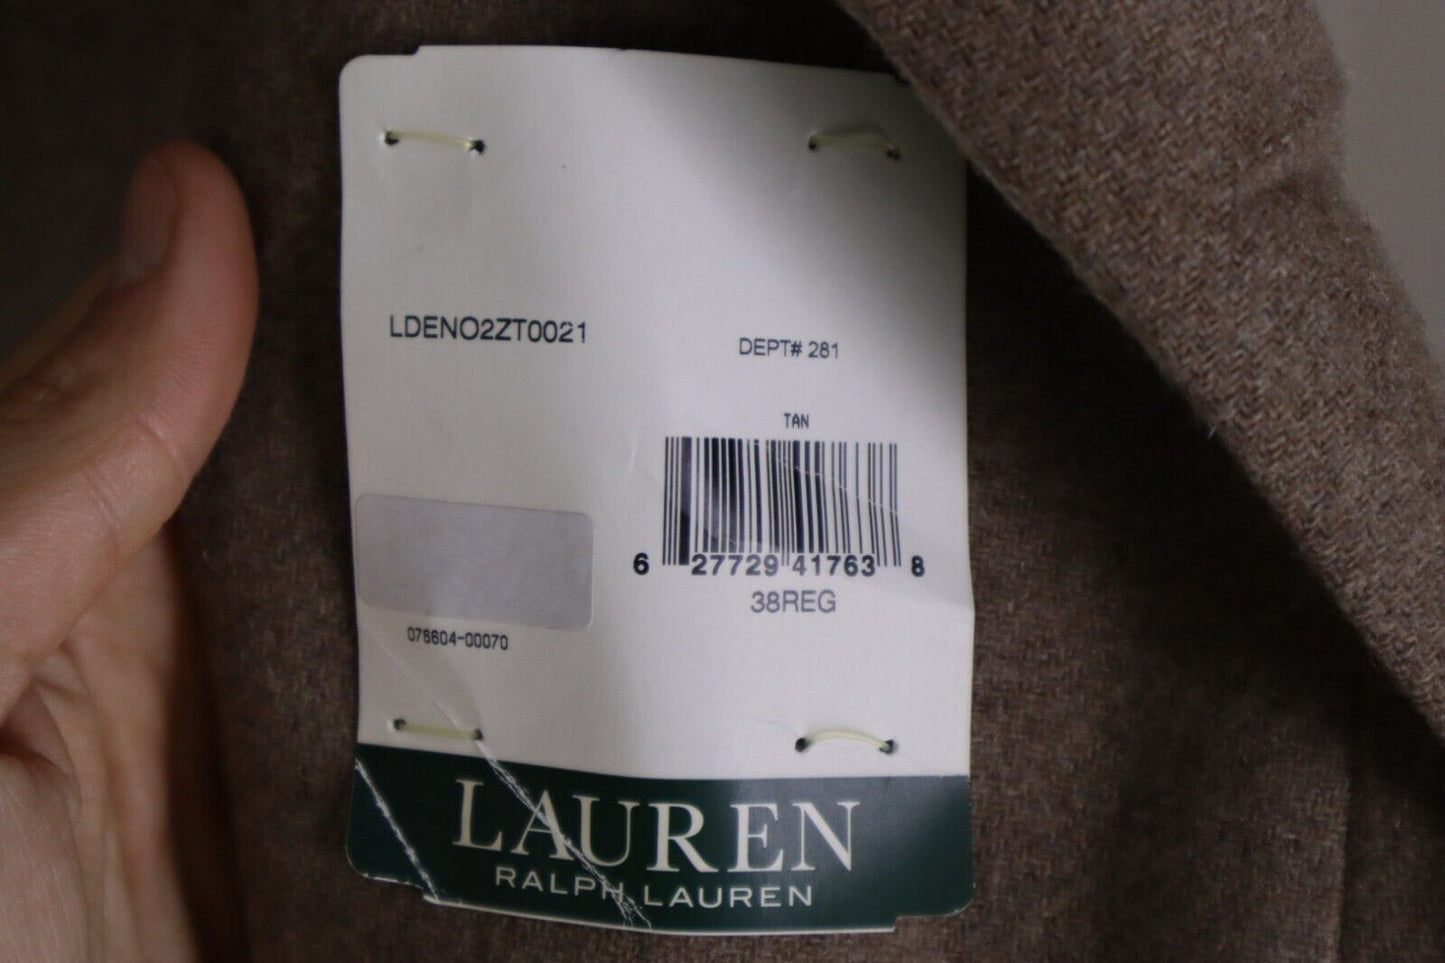 LDENO2ZT0021
DEPT# 281
TAN
6 27729 41763 8
38REG
076604-00070
LAUREN
RALPH LAUREN